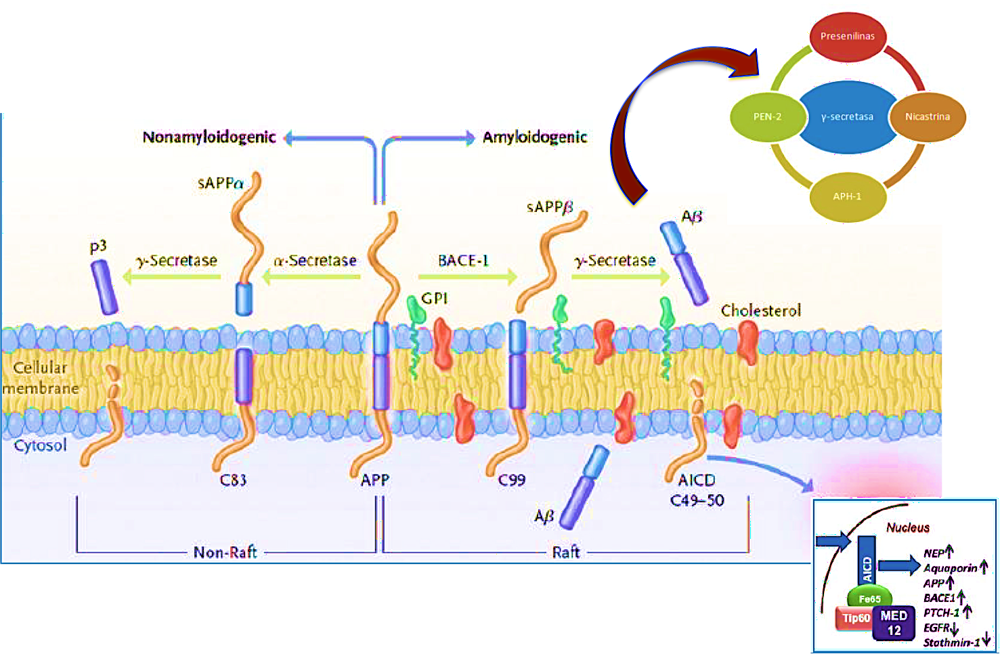 Presenilinas
PEN-2
γ-secretasa
Nicastrina
APH-1
Nonamyloidogenic
Amyloidogenic
sAPPα
sAPPβ
Aβ
p3
γ-Secretase
α-Secretase
BACE-1
γ-Secretase
GPI
Cholesterol
Cellular
membrane
Cytosol
C83
APP
C99
AICD
C49–50
Aβ
Non-Raft
Raft
Nucleus
AICD
Fe65
Tip60
MED
12
NEP↑
Aquaporin↑
APP↑
BACE1↑
PTCH-1↑
EGFR↓
Stathmin-1↓